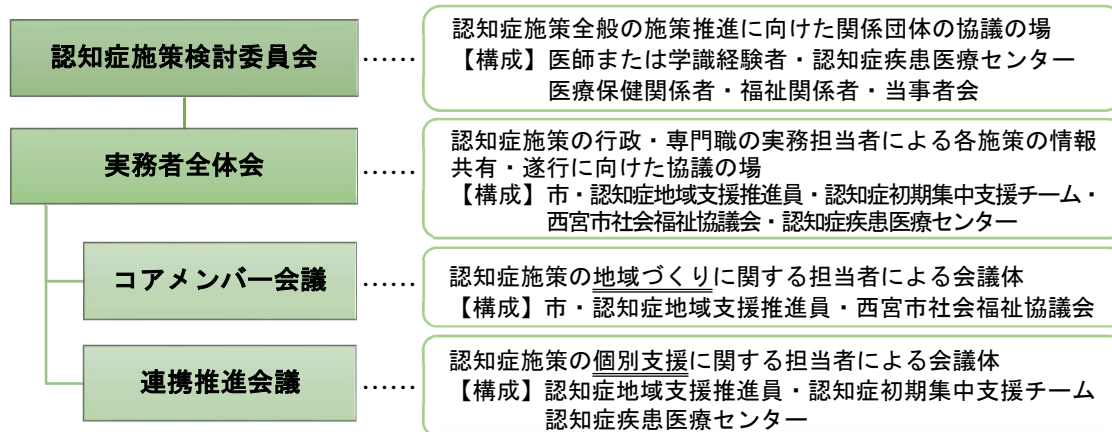 認知症施策検討委員会
……
認知症施策全般の施策推進に向けた関係団体の協議の場
【構成】医師または学識経験者・認知症疾患医療センター
医療保健関係者・福祉関係者・当事者会
実務者全体会
……
認知症施策の行政・専門職の実務担当者による各施策の情報
共有・遂行に向けた協議の場
【構成】市・認知症地域支援推進員・認知症初期集中支援チーム・
西宮市社会福祉協議会・認知症疾患医療センター
コアメンバー会議
……
認知症施策の地域づくりに関する担当者による会議体
【構成】市・認知症地域支援推進員・西宮市社会福祉協議会
連携推進会議
……
認知症施策の個別支援に関する担当者による会議体
【構成】認知症地域支援推進員・認知症初期集中支援チーム
認知症疾患医療センター